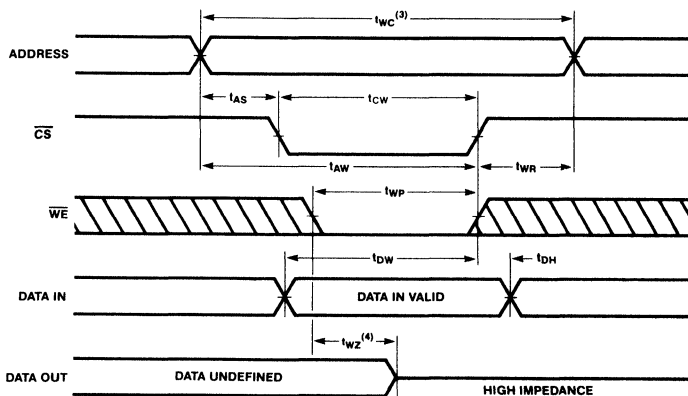 tWC(3)
ADDRESS
tAS
tCW
CS
tAW
tWR
tWP
WE
tDW
tDH
DATA IN
DATA IN VALID
tWZ(4)
DATA OUT
DATA UNDEFINED
HIGH IMPEDANCE